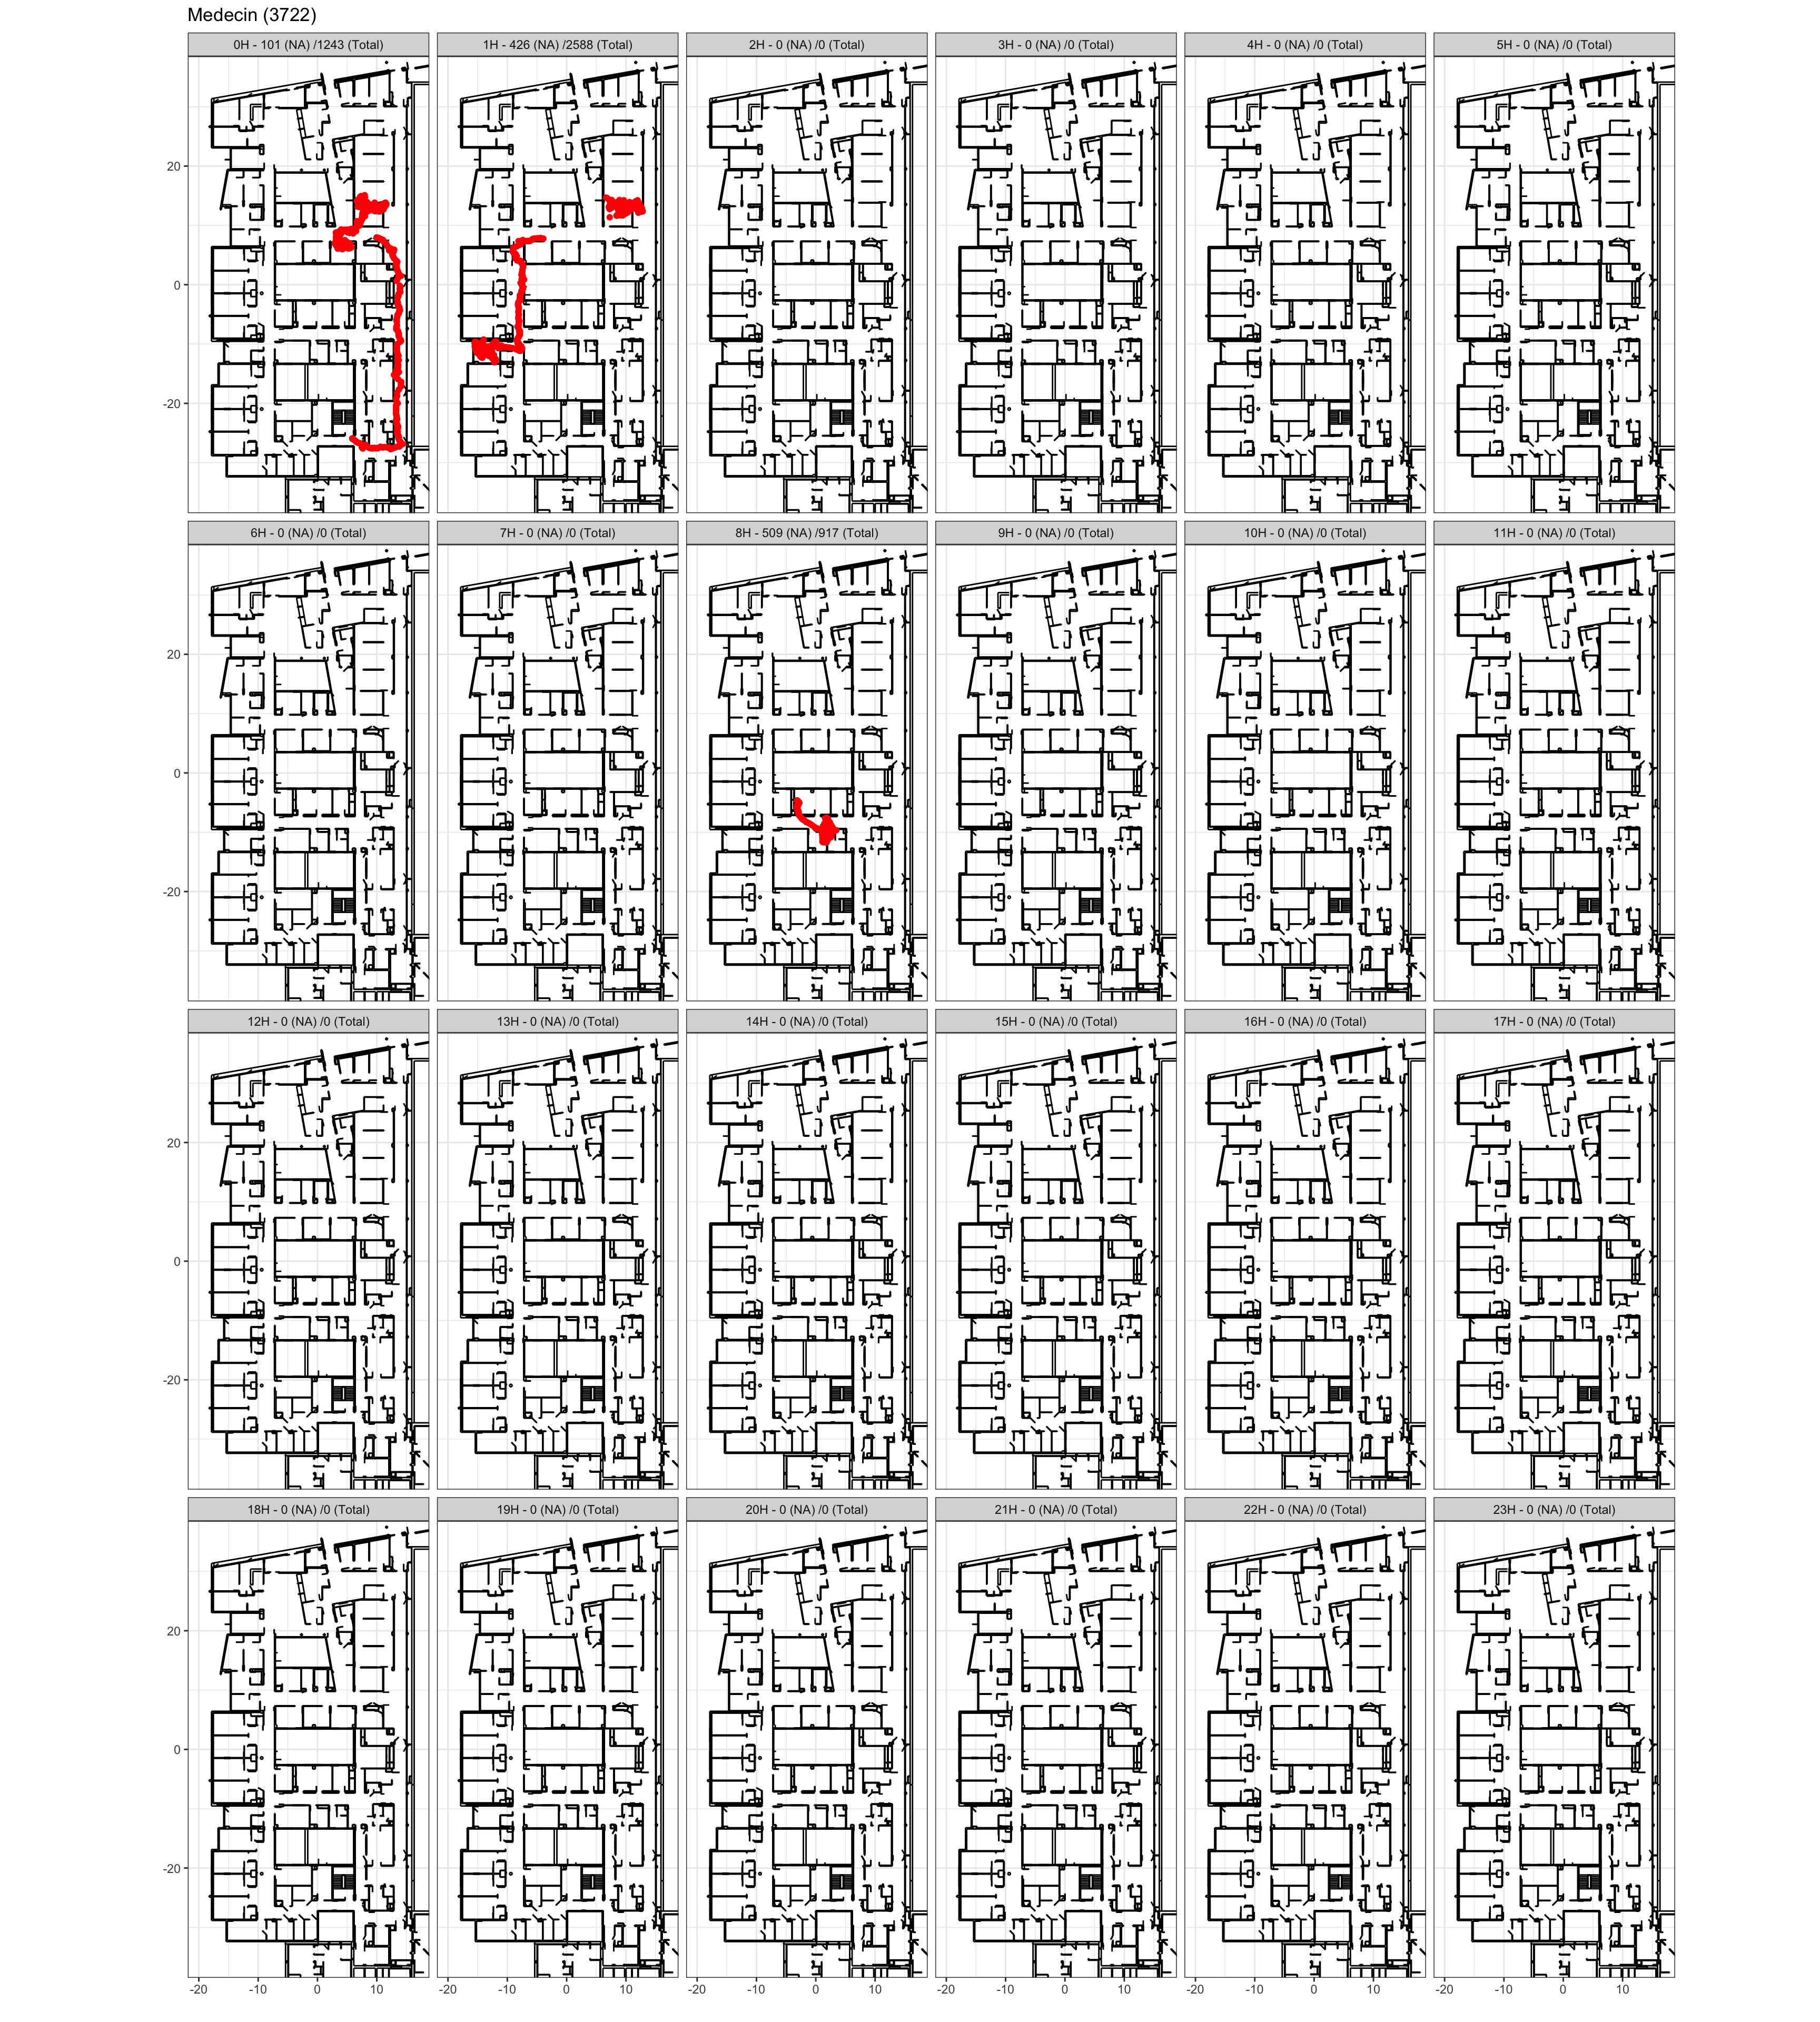 Medecin (3722)
0H - 101 (NA) /1243 (Total) 1H - 426 (NA) /2588 (Total) 2H - 0 (NA) /0 (Total) 3H - 0 (NA) /0 (Total) 4H - 0 (NA) /0 (Total) 5H - 0 (NA) /0 (Total)
20
0
-20
6H - 0 (NA) /0 (Total) 7H - 0 (NA) /0 (Total) 8H - 509 (NA) /917 (Total) 9H - 0 (NA) /0 (Total) 10H - 0 (NA) /0 (Total) 11H - 0 (NA) /0 (Total)
20
0
-20
12H - 0 (NA) /0 (Total) 13H - 0 (NA) /0 (Total) 14H - 0 (NA) /0 (Total) 15H - 0 (NA) /0 (Total) 16H - 0 (NA) /0 (Total) 17H - 0 (NA) /0 (Total)
20
0
-20
18H - 0 (NA) /0 (Total) 19H - 0 (NA) /0 (Total) 20H - 0 (NA) /0 (Total) 21H - 0 (NA) /0 (Total) 22H - 0 (NA) /0 (Total) 23H - 0 (NA) /0 (Total)
20
0
-20
-20 -10 0 10 -20 -10 0 10 -20 -10 0 10 -20 -10 0 10 -20 -10 0 10 -20 -10 0 10